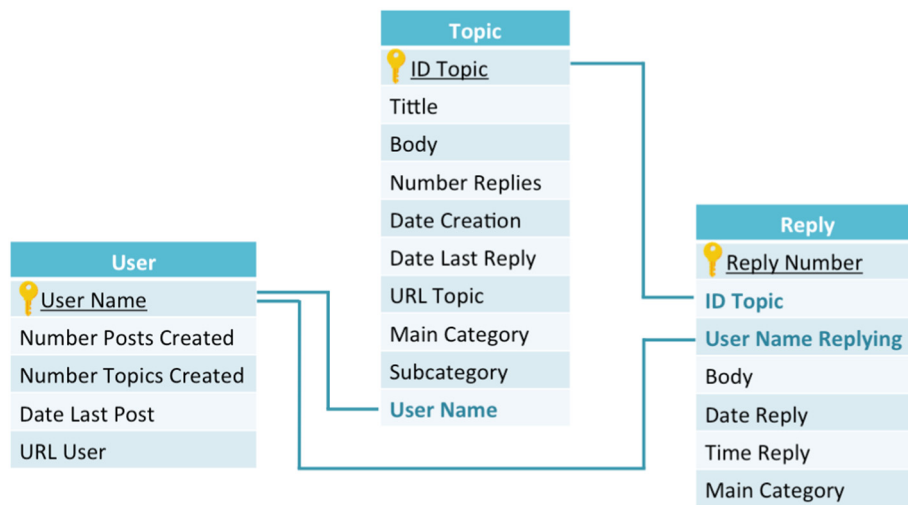 Topic
ID Topic
Tittle
Body
Number Replies
Date Creation
Date Last Reply
URL Topic
Main Category
Subcategory
User Name
User
User Name
Number Posts Created
Number Topics Created
Date Last Post
URL User
Reply
Reply Number
ID Topic
User Name Replying
Body
Date Reply
Time Reply
Main Category